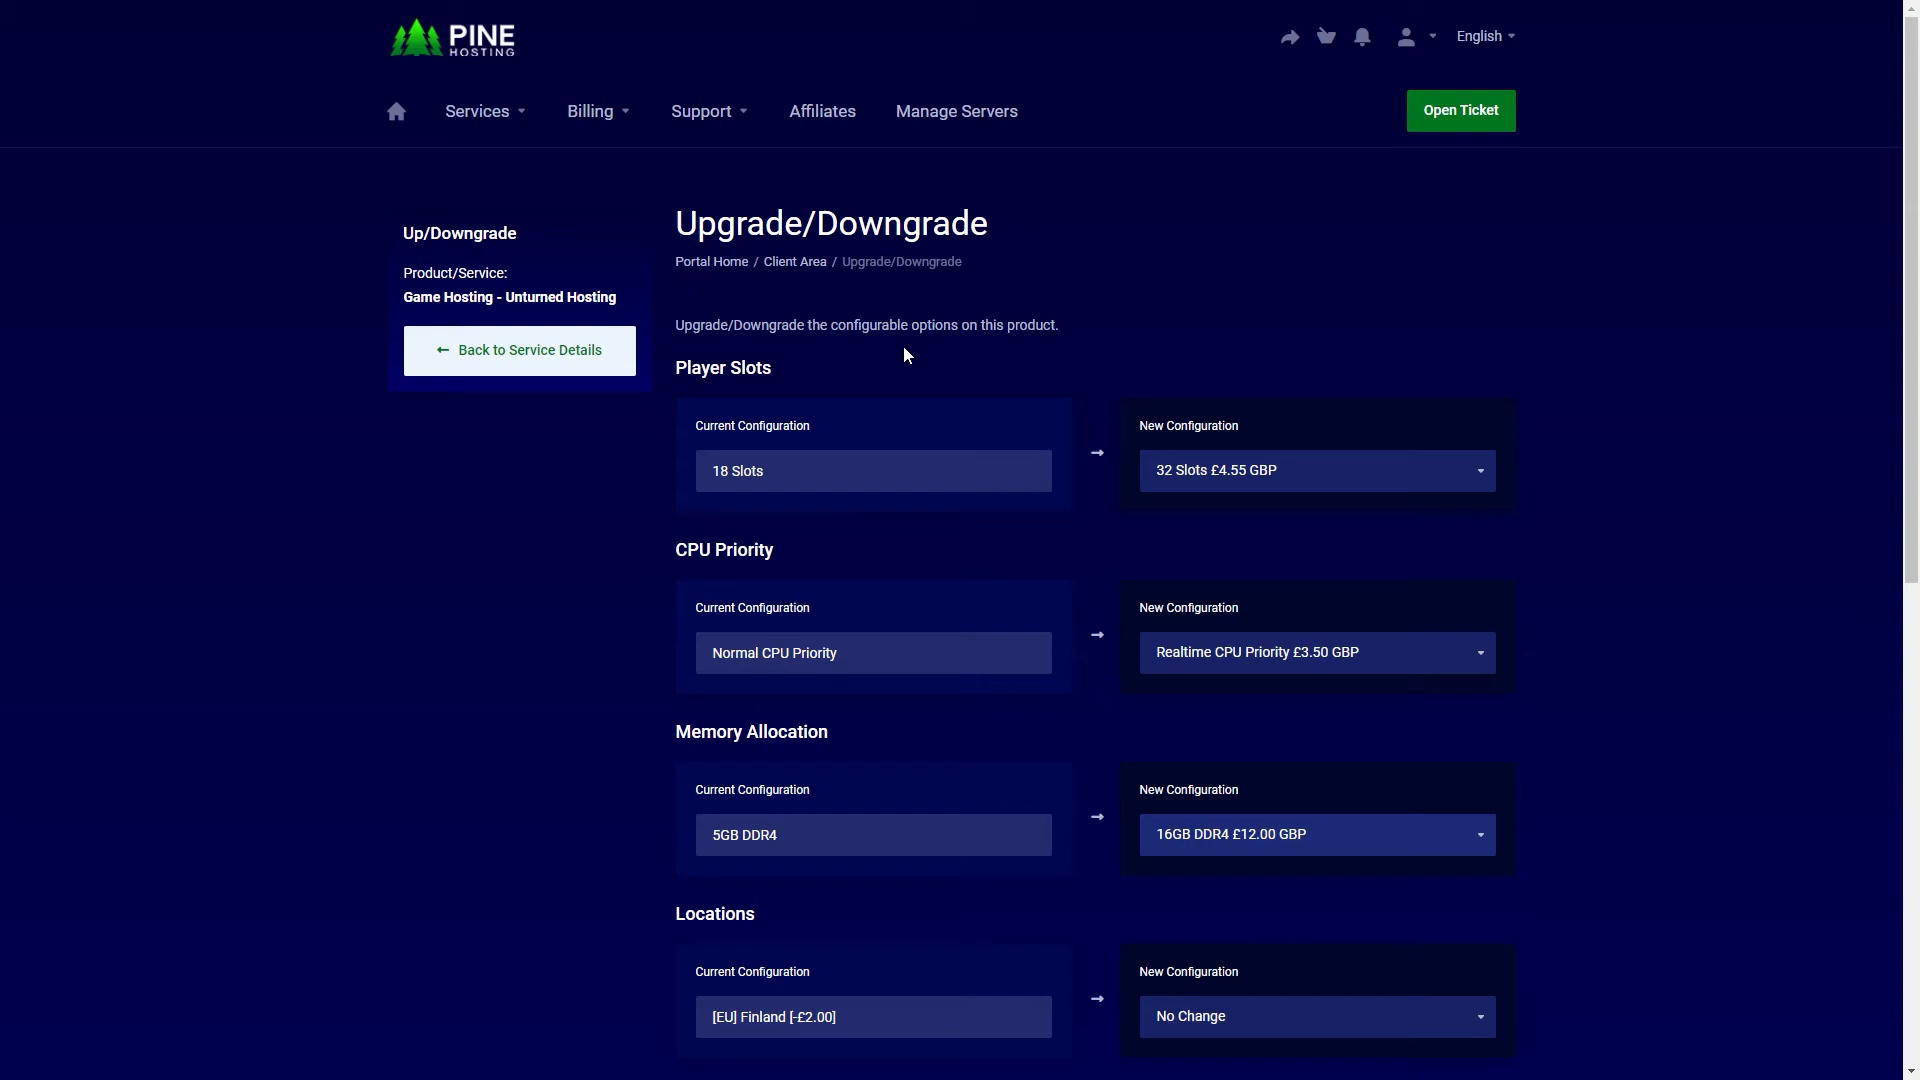 PINE
HOSTING
English
Services
Billing
Support
Affiliates
Manage Servers
Open Ticket
Up/Downgrade
Product/Service:
Game Hosting - Unturned Hosting
Back to Service Details
Upgrade/Downgrade
Portal Home / Client Area / Upgrade/Downgrade
Upgrade/Downgrade the configurable options on this product.
Player Slots
Current Configuration
18 Slots
New Configuration
32 Slots £4.55 GBP
CPU Priority
Current Configuration
Normal CPU Priority
New Configuration
Realtime CPU Priority £3.50 GBP
Memory Allocation
Current Configuration
5GB DDR4
New Configuration
16GB DDR4 £12.00 GBP
Locations
Current Configuration
[EU] Finland [-£2.00]
New Configuration
No Change